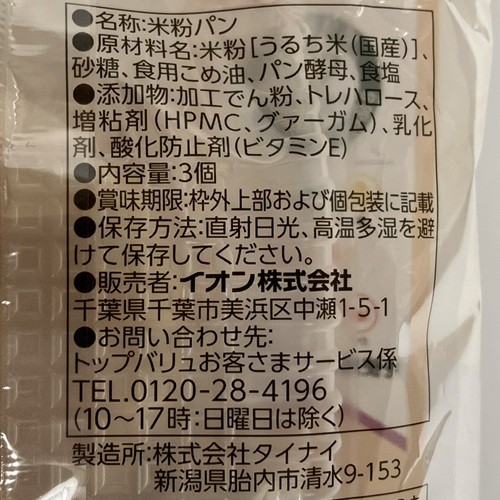 ●名称:米粉パン
●原材料名:米粉[うるち米(国産)]、
砂糖、食用こめ油、パン酵母、食塩
●添加物:加工でん粉、トレハロース、
増粘剤(HPMC、グァーガム)、乳化
剤、酸化防止剤(ビタミンE)
●内容量:3個
●賞味期限:枠外上部および個包装に記載
●保存方法:直射日光、高温多湿を避
けて保存してください。
●販売者:イオン株式会社
千葉県千葉市美浜区中瀬1-5-1
●お問い合わせ先:
トップバリュお客さまサービス係
TEL.0120-28-4196
(10〜17時:日曜日は除く)
製造所:株式会社タイナイ
新潟県胎内市清水9-153